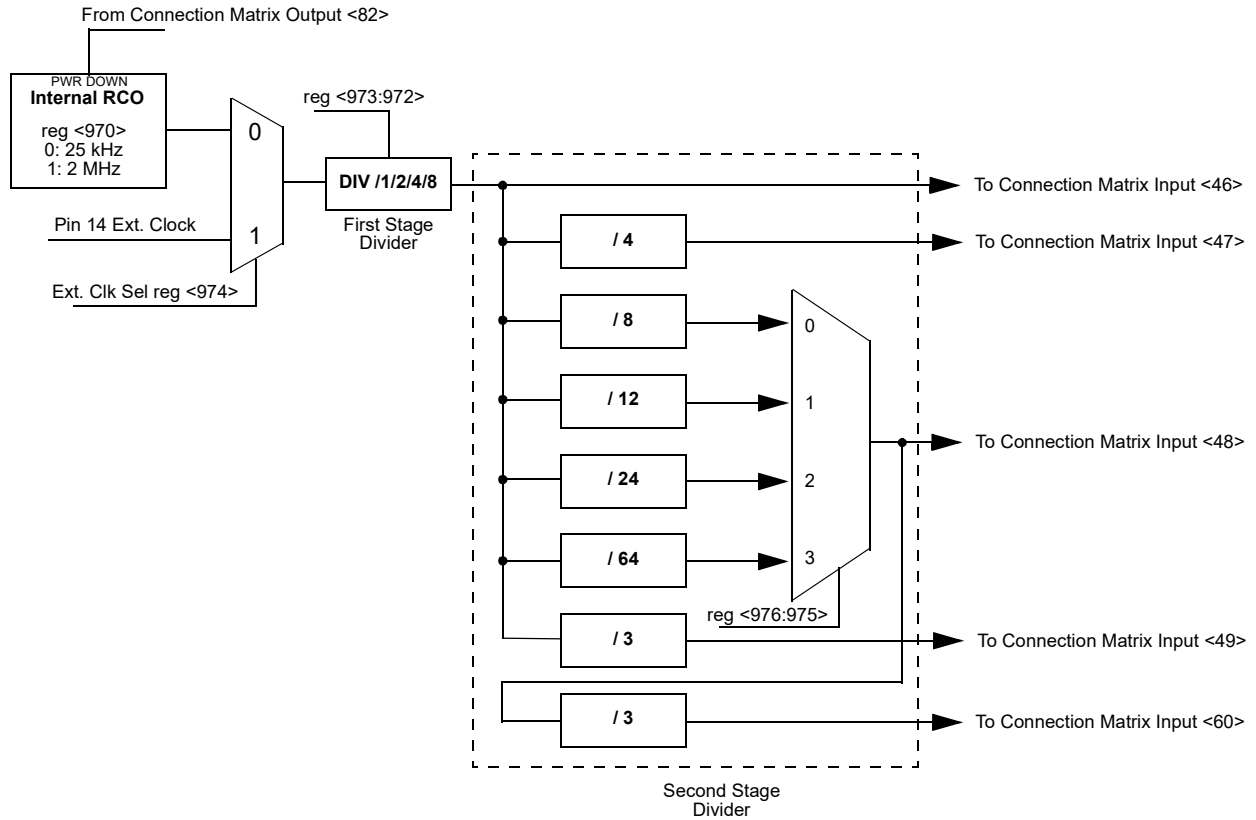 From Connection Matrix Output <82>
PWR DOWN
Internal RCO
reg <970>
0: 25 kHz
1: 2 MHz
0
1
Pin 14 Ext. Clock
Ext. Clk Sel reg <974>
reg <973:972>
DIV /1/2/4/8
First Stage
Divider
To Connection Matrix Input <46>
/ 4
To Connection Matrix Input <47>
/ 8
0
/ 12
1
To Connection Matrix Input <48>
/ 24
2
/ 64
3
reg <976:975>
/ 3
To Connection Matrix Input <49>
/ 3
To Connection Matrix Input <60>
Second Stage
Divider